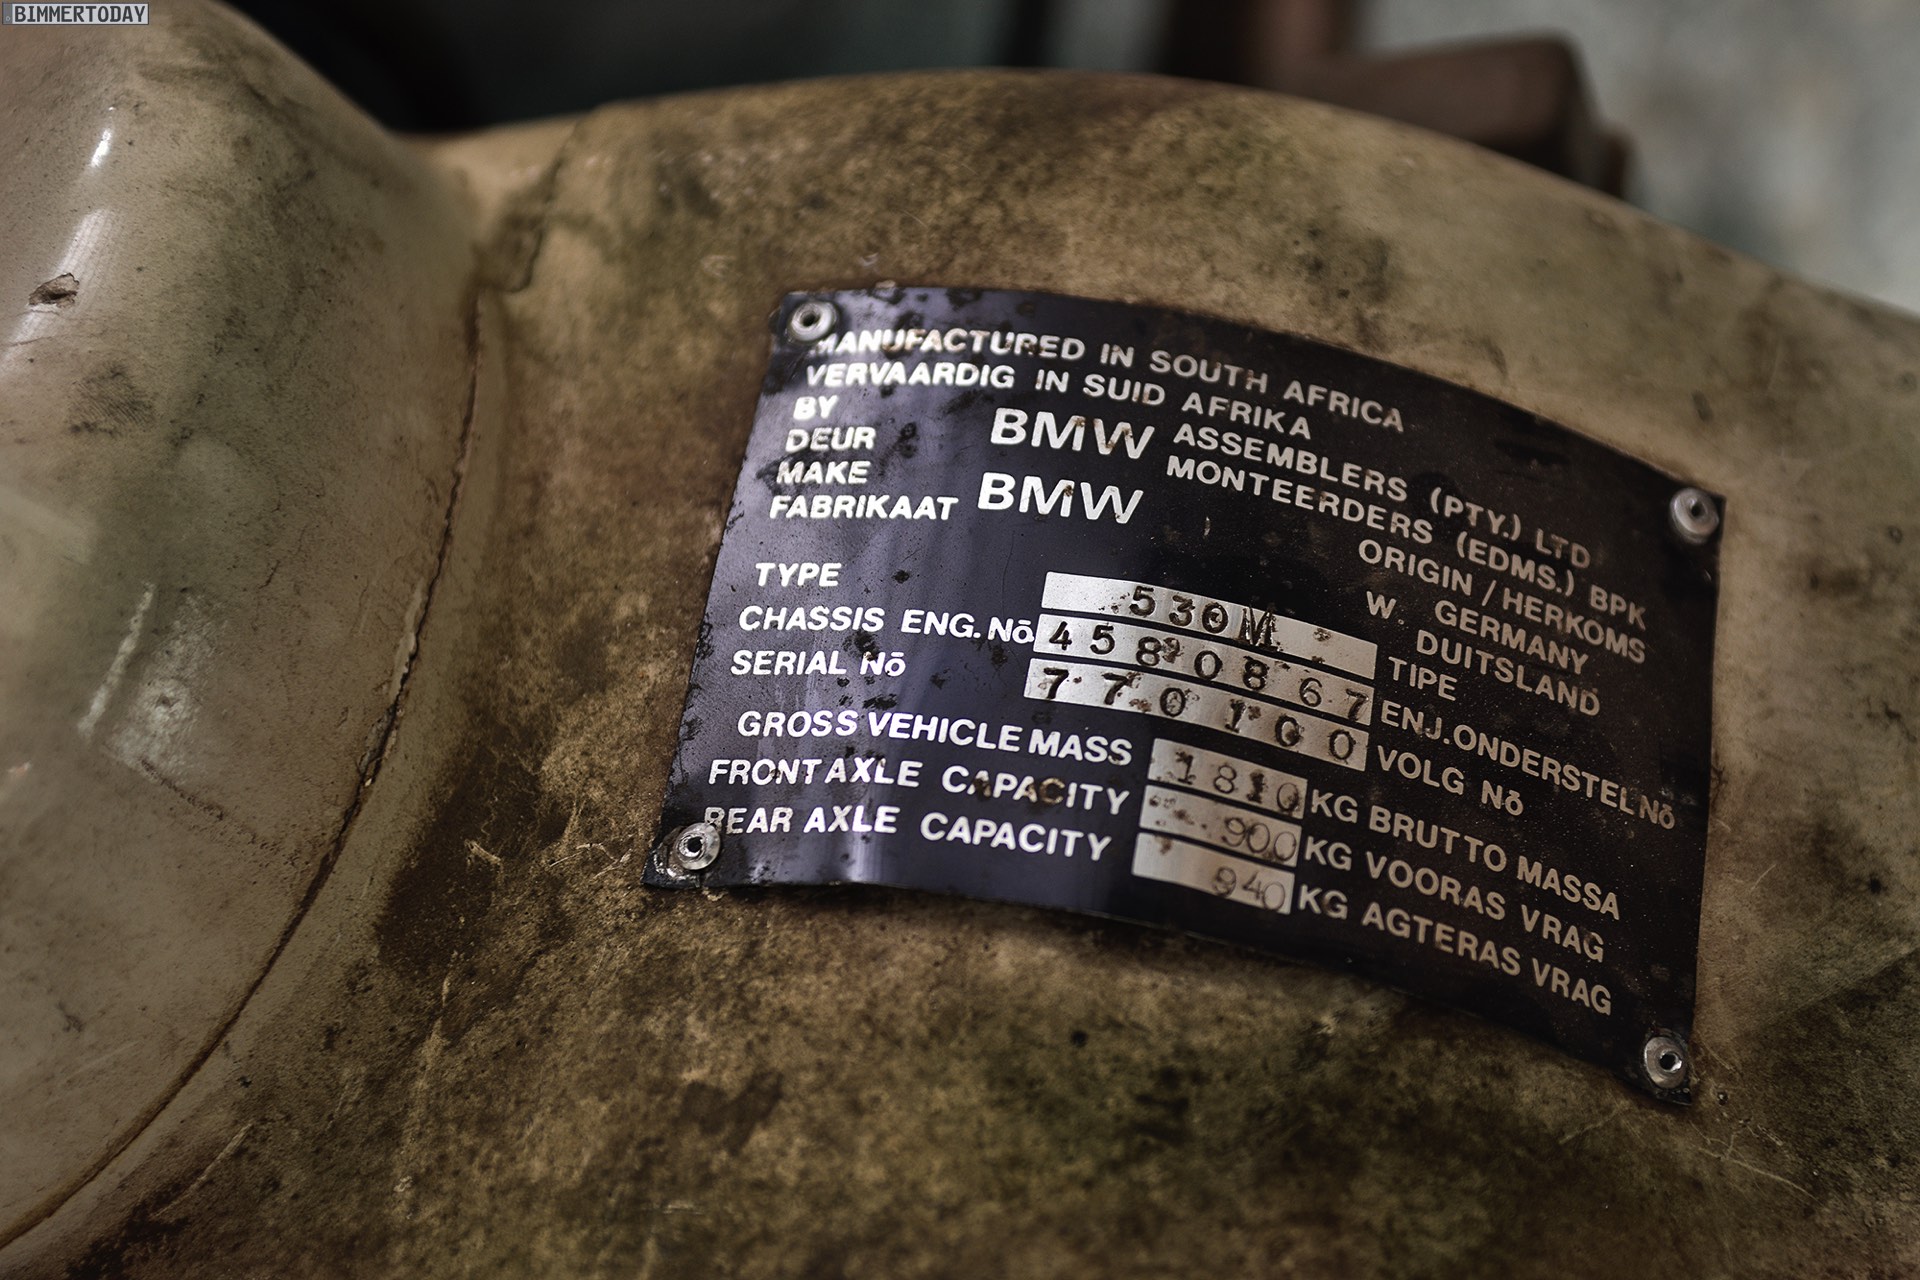 BIMMERTODAY
MANUFACTURED IN SOUTH AFRICA
VERVAARDIG IN SUID AFRIKA
BY BMW ASSEMBLERS (PTY.) LTD
DEUR MONTEERDERS (EDMS.) BPK
MAKE BMW ORIGIN / HERKOMS
FABRIKAAT W. GERMANY
DUITSLAND
TYPE 530M TIPE
CHASSIS ENG. Nō 4580867 ENJ. ONDERSTEL Nō
SERIAL Nō 770100 VOLG Nō
GROSS VEHICLE MASS 1810 KG BRUTTO MASSA
FRONT AXLE CAPACITY 900 KG VOORAS VRAG
REAR AXLE CAPACITY 940 KG AGTERAS VRAG